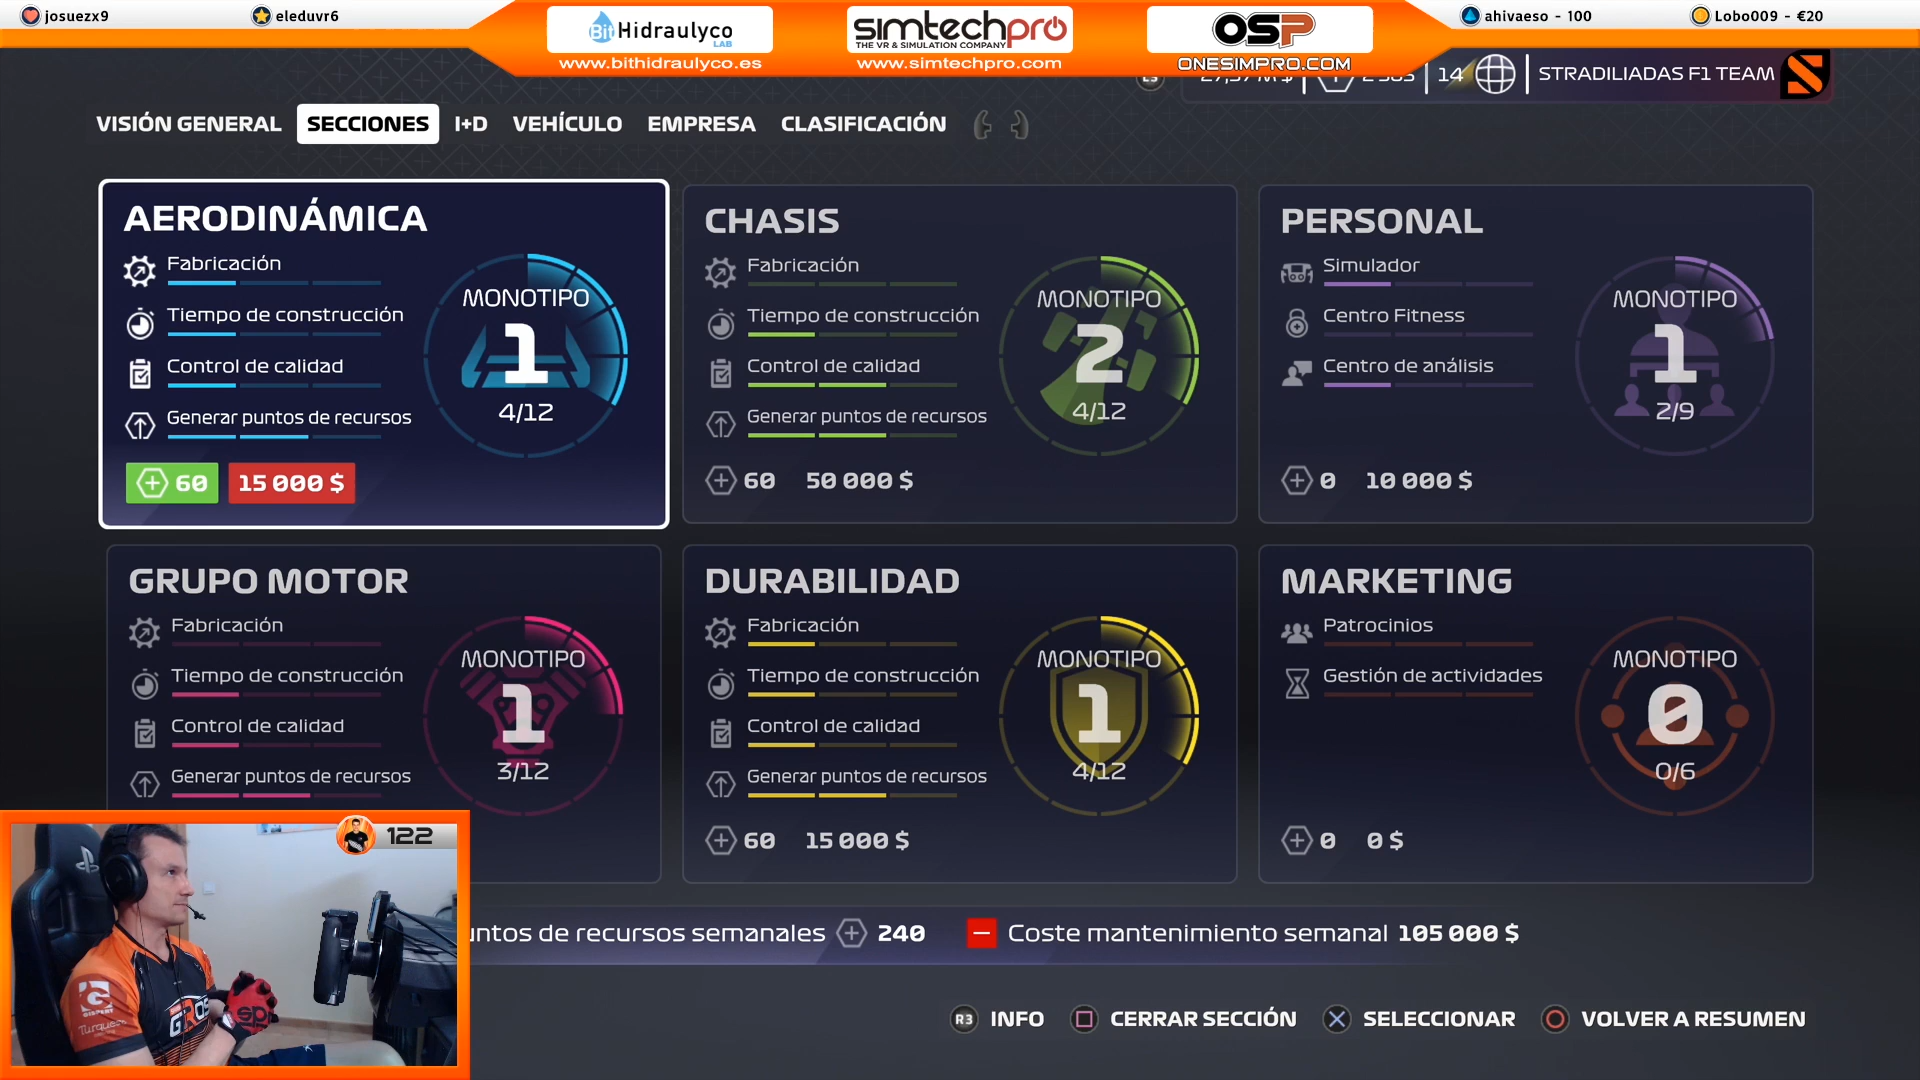 josuezx9
eleduvr6
BitHidraulyco
LAB
www.bithidraulyco.es
simtechpro
THE VR & SIMULATION COMPANY
www.simtechpro.com
OSP
ONESIMPRO.COM
ahivaeso - 100
Lobo009 - €20
14
STRADILIADAS F1 TEAM
VISIÓN GENERAL
SECCIONES
I+D
VEHÍCULO
EMPRESA
CLASIFICACIÓN
AERODINÁMICA
Fabricación
Tiempo de construcción
Control de calidad
Generar puntos de recursos
MONOTIPO
1
4/12
60
15 000 $
CHASIS
Fabricación
Tiempo de construcción
Control de calidad
Generar puntos de recursos
MONOTIPO
2
4/12
60
50 000 $
PERSONAL
Simulador
Centro Fitness
Centro de análisis
MONOTIPO
1
2/9
0
10 000 $
GRUPO MOTOR
Fabricación
Tiempo de construcción
Control de calidad
Generar puntos de recursos
MONOTIPO
1
3/12
DURABILIDAD
Fabricación
Tiempo de construcción
Control de calidad
Generar puntos de recursos
MONOTIPO
1
4/12
60
15 000 $
MARKETING
Patrocinios
Gestión de actividades
MONOTIPO
0
0/6
0
0 $
122
untos de recursos semanales 240
Coste mantenimiento semanal 105 000 $
R3 INFO
CERRAR SECCIÓN
SELECCIONAR
VOLVER A RESUMEN